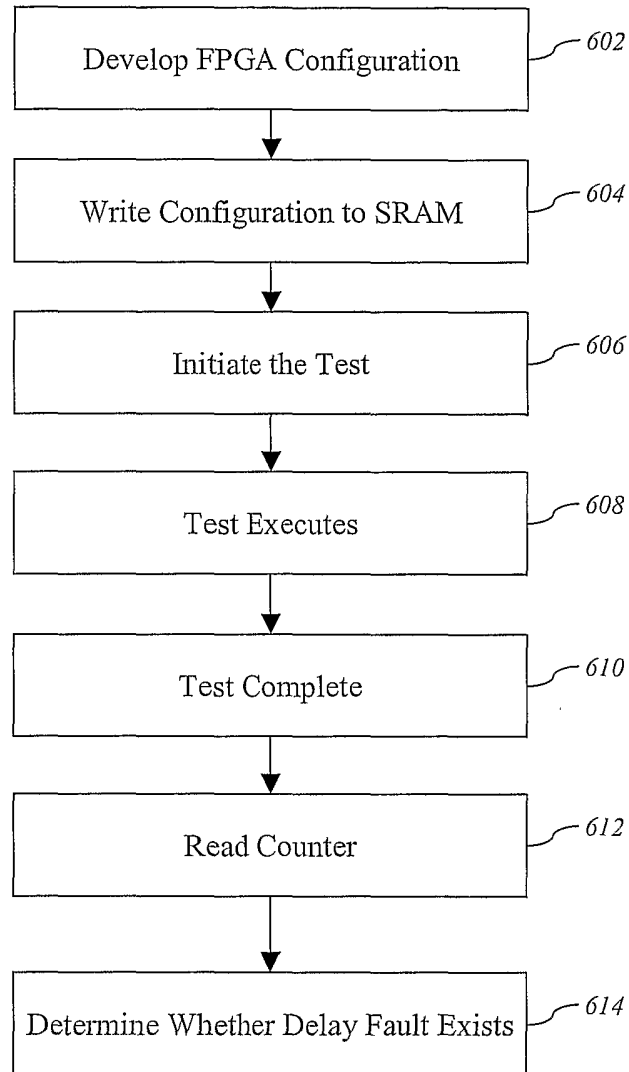 Develop FPGA Configuration
602
Write Configuration to SRAM
604
Initiate the Test
606
Test Executes
608
Test Complete
610
Read Counter
612
Determine Whether Delay Fault Exists
614